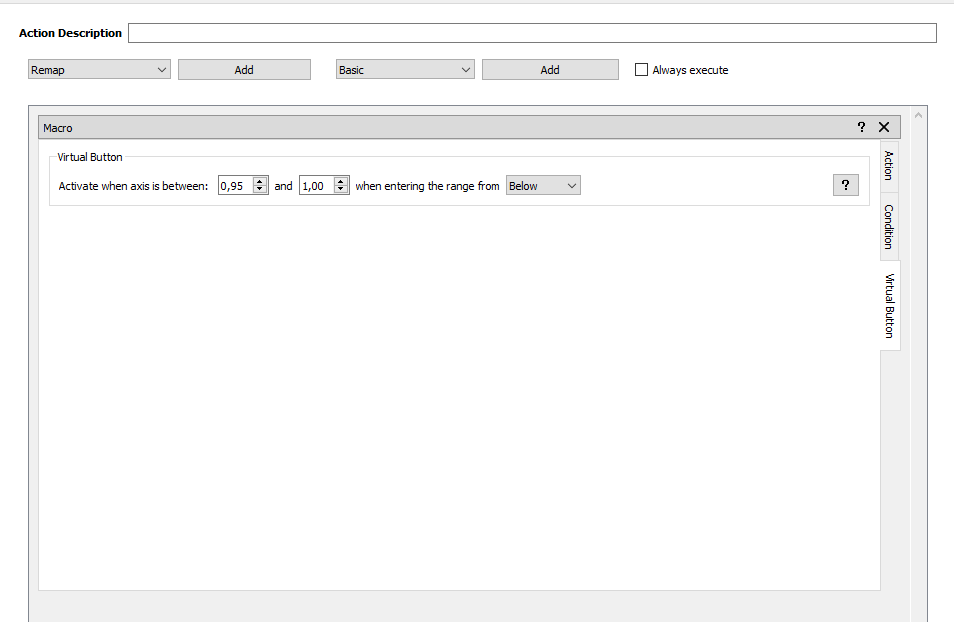 Action Description
Remap Add Basic Add Always execute
Macro ? X
Virtual Button
Activate when axis is between: 0,95 and 1,00 when entering the range from Below ?
Action
Condition
Virtual Button